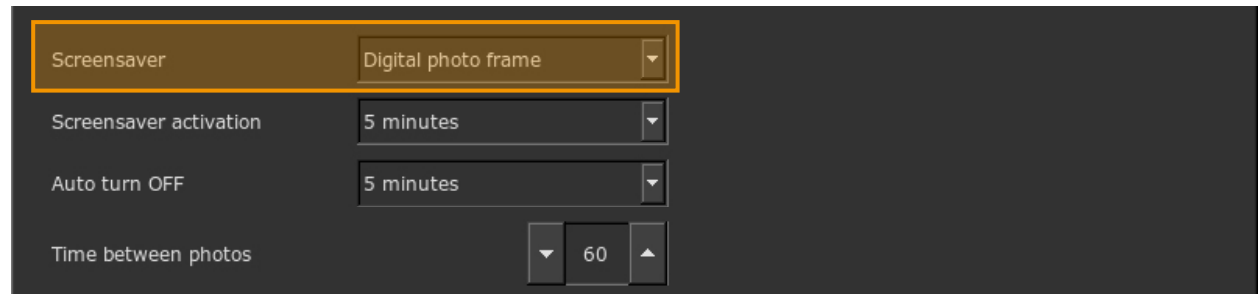 Screensaver Digital photo frame
Screensaver activation 5 minutes
Auto turn OFF 5 minutes
Time between photos 60